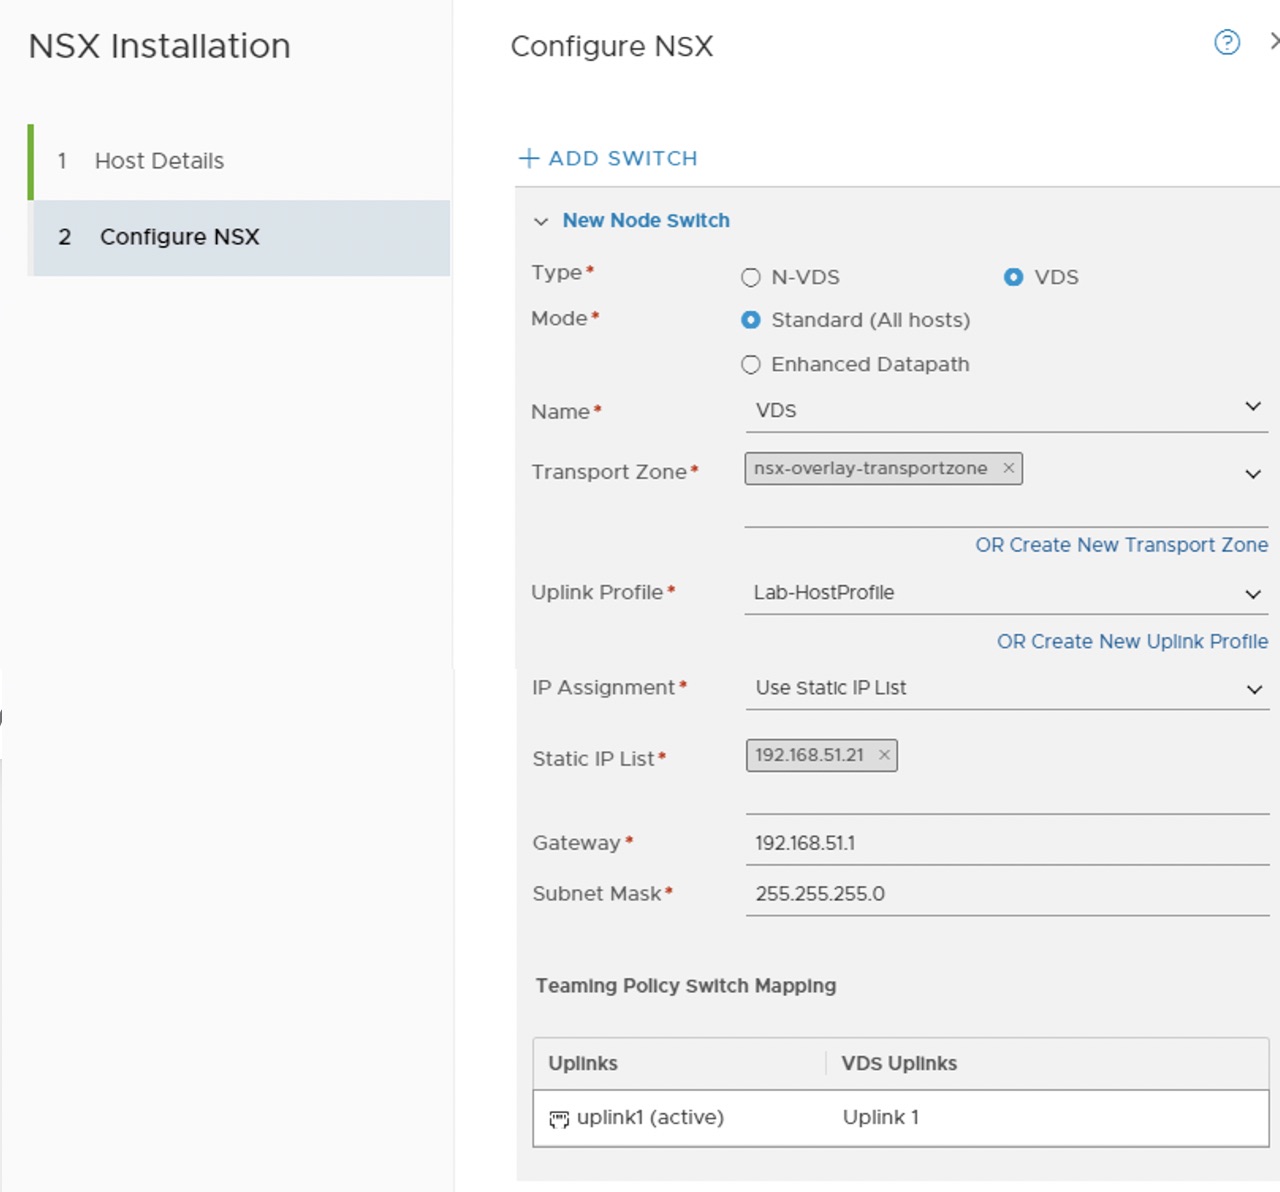 NSX Installation
1 Host Details
2 Configure NSX
Configure NSX
ADD SWITCH
New Node Switch
Type* N-VDS VDS
Mode* Standard (All hosts)
Enhanced Datapath
Name* VDS
Transport Zone* nsx-overlay-transportzone
OR Create New Transport Zone
Uplink Profile* Lab-HostProfile
OR Create New Uplink Profile
IP Assignment* Use Static IP List
Static IP List* 192.168.51.21
Gateway* 192.168.51.1
Subnet Mask* 255.255.255.0
Teaming Policy Switch Mapping
Uplinks VDS Uplinks
uplink1 (active) Uplink 1